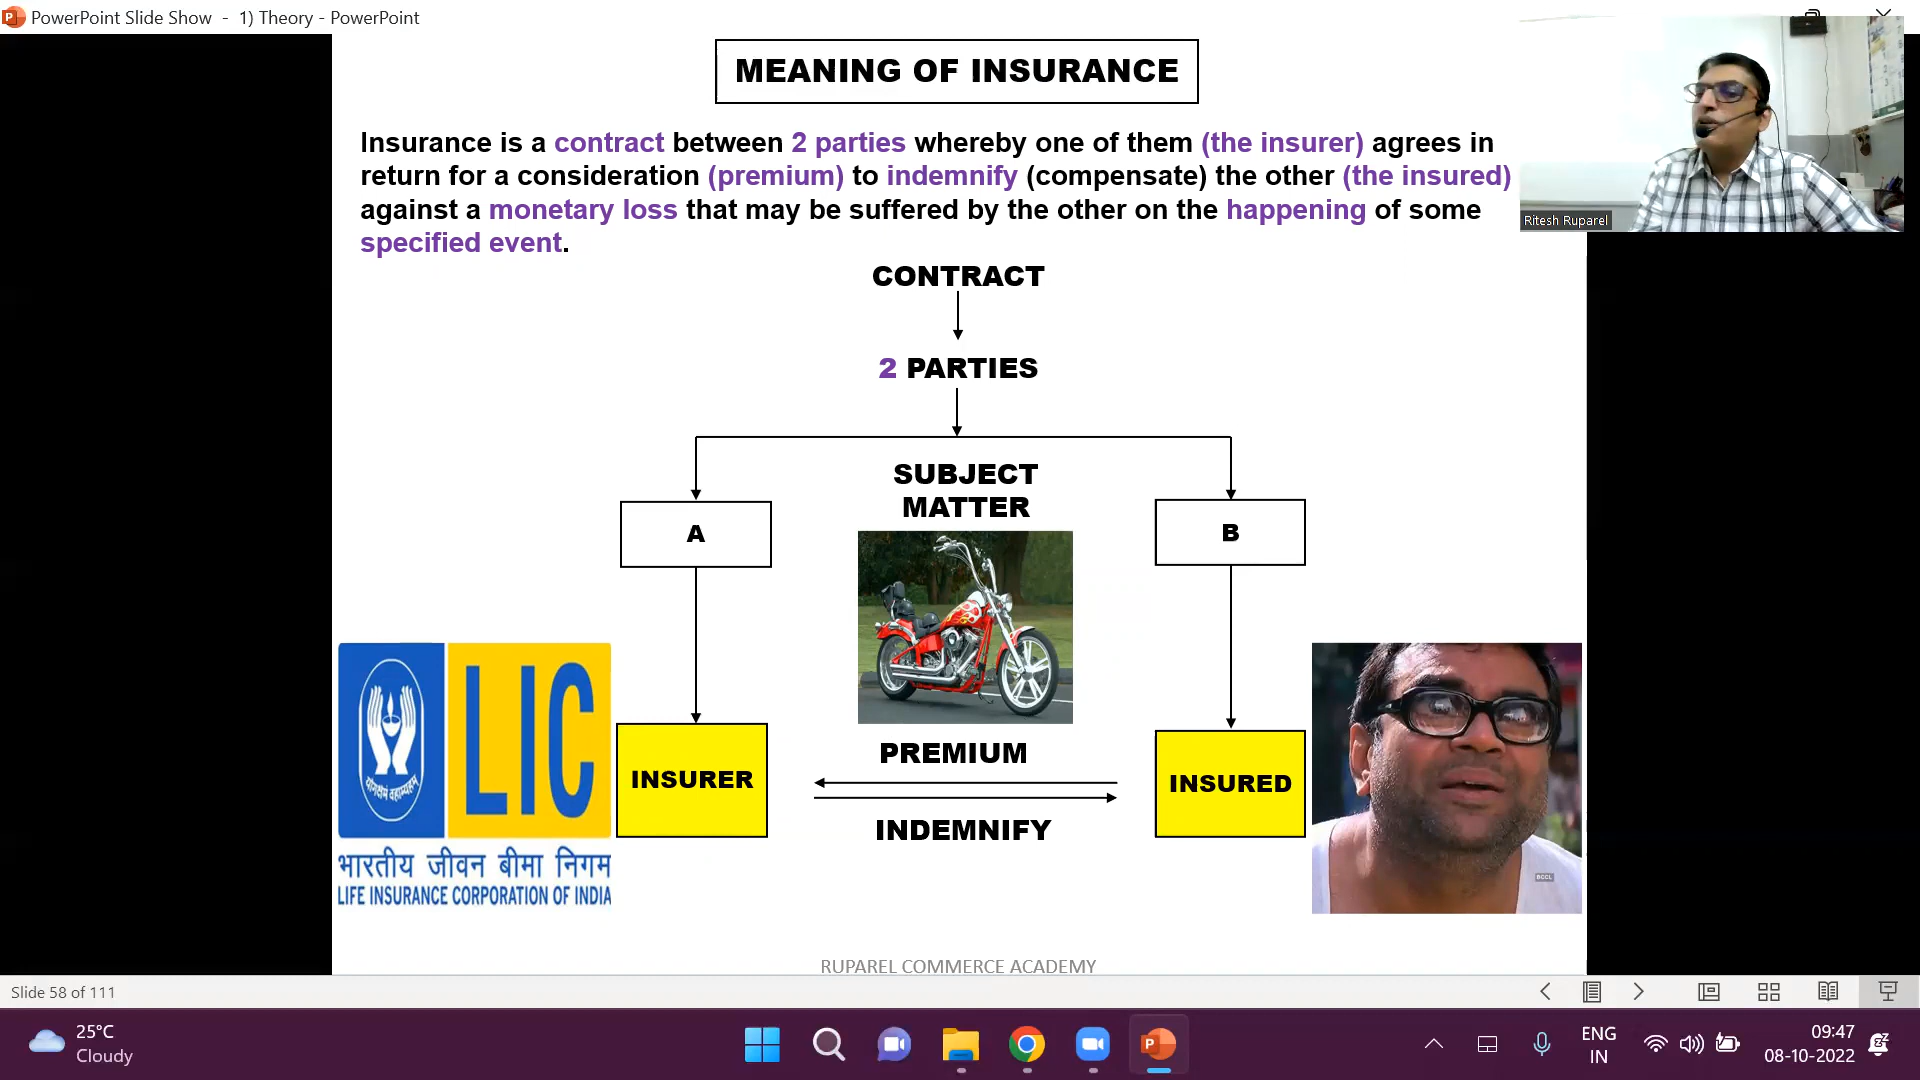 PowerPoint Slide Show - 1) Theory - PowerPoint
MEANING OF INSURANCE
Insurance is a contract between 2 parties whereby one of them (the insurer) agrees in
return for a consideration (premium) to indemnify (compensate) the other (the insured)
against a monetary loss that may be suffered by the other on the happening of some
specified event.
Ritesh Ruparel
CONTRACT
2 PARTIES
SUBJECT
MATTER
A
B
INSURER
PREMIUM
INDEMNIFY
INSURED
योगक्षेमं वहाम्यहम्
LIC
भारतीय जीवन बीमा निगम
LIFE INSURANCE CORPORATION OF INDIA
BCCL
RUPAREL COMMERCE ACADEMY
Slide 58 of 111
25°C
Cloudy
ENG
IN
09:47
08-10-2022